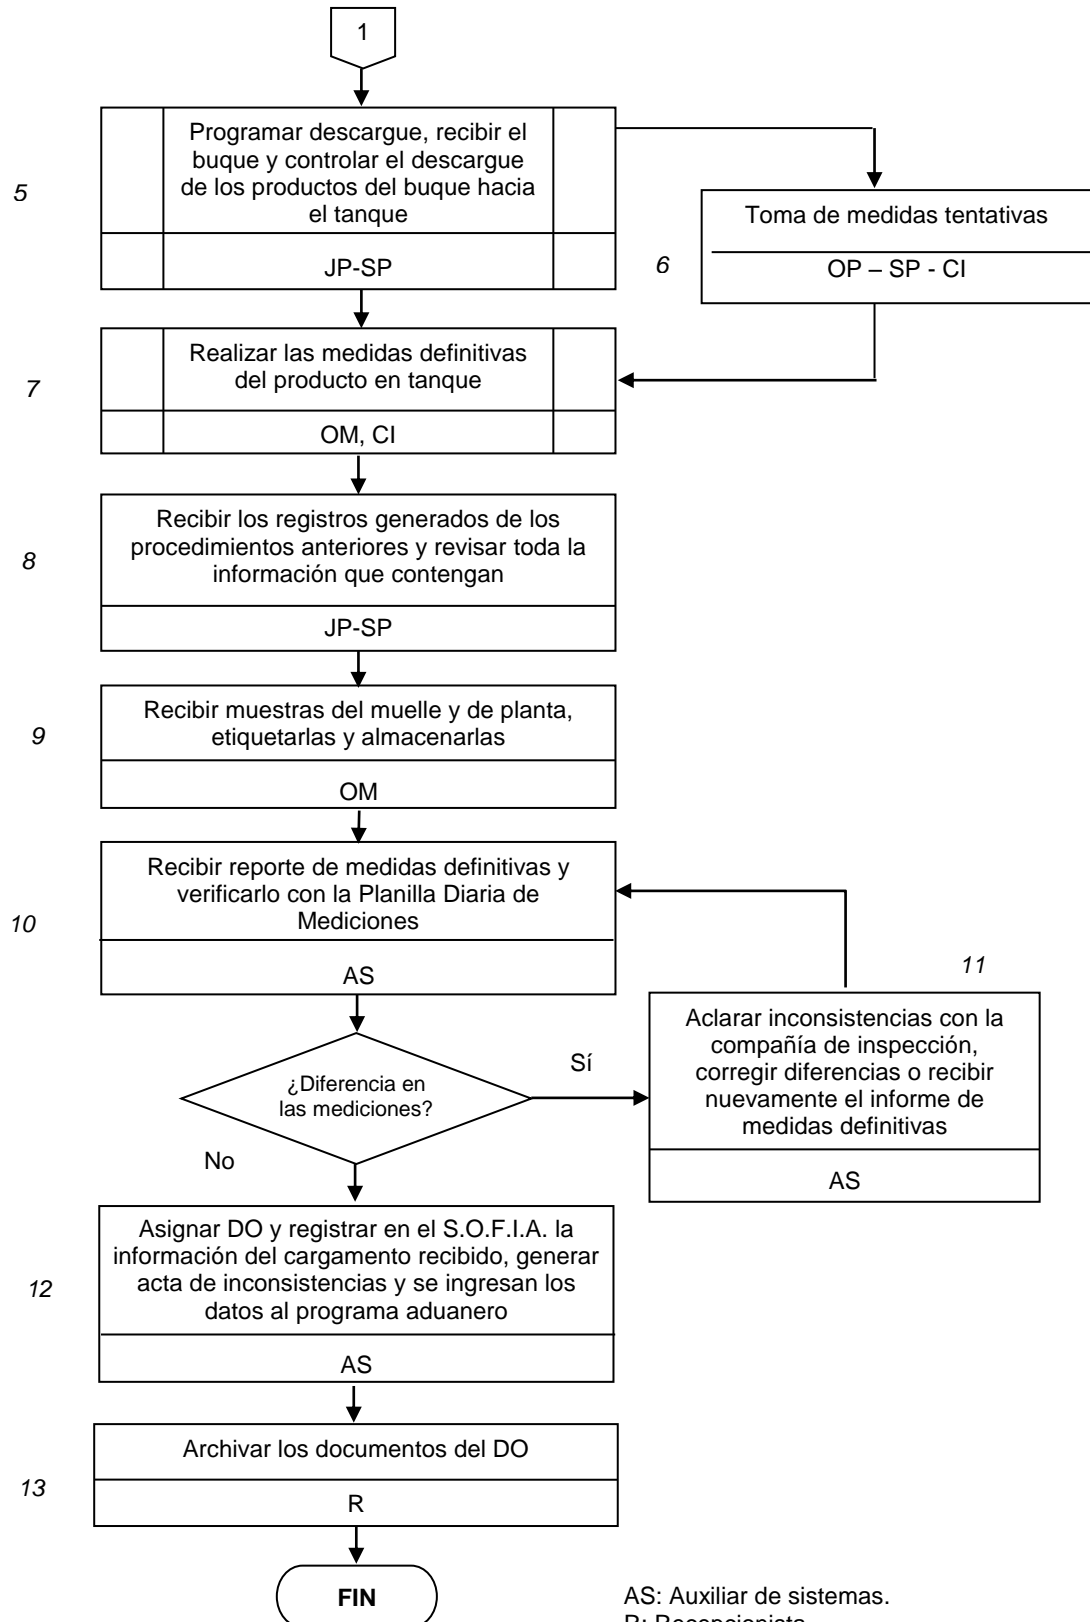 1
Programar descargue, recibir el
buque y controlar el descargue
de los productos del buque hacia
el tanque
5
JP-SP
Toma de medidas tentativas
6
OP – SP - CI
Realizar las medidas definitivas
del producto en tanque
7
OM, CI
Recibir los registros generados de los
procedimientos anteriores y revisar toda la
información que contengan
8
JP-SP
Recibir muestras del muelle y de planta,
etiquetarlas y almacenarlas
9
OM
Recibir reporte de medidas definitivas y
verificarlo con la Planilla Diaria de
Mediciones
10
AS
11
Aclarar inconsistencias con la
compañía de inspección,
corregir diferencias o recibir
nuevamente el informe de
medidas definitivas
AS
¿Diferencia en
las mediciones?
Sí
No
Asignar DO y registrar en el S.O.F.I.A. la
información del cargamento recibido, generar
acta de inconsistencias y se ingresan los
datos al programa aduanero
12
AS
Archivar los documentos del DO
13
R
FIN
AS: Auxiliar de sistemas.
R: Recepcionista